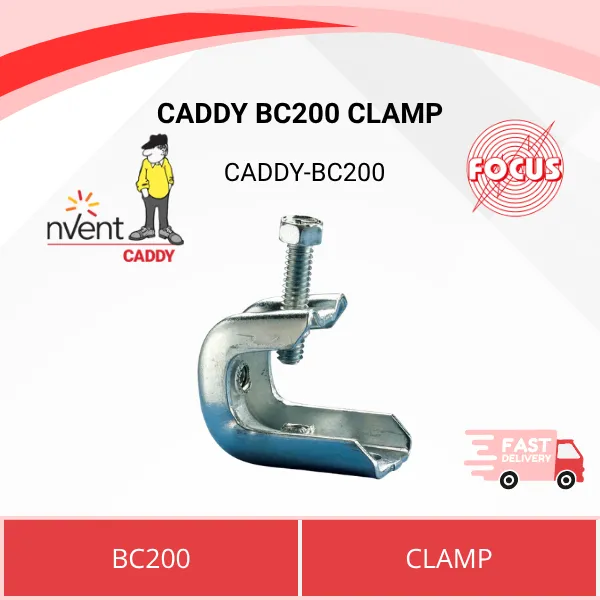 CADDY BC200 CLAMP
CADDY-BC200
nVent
CADDY
FOCUS
FAST
DELIVERY
BC200
CLAMP